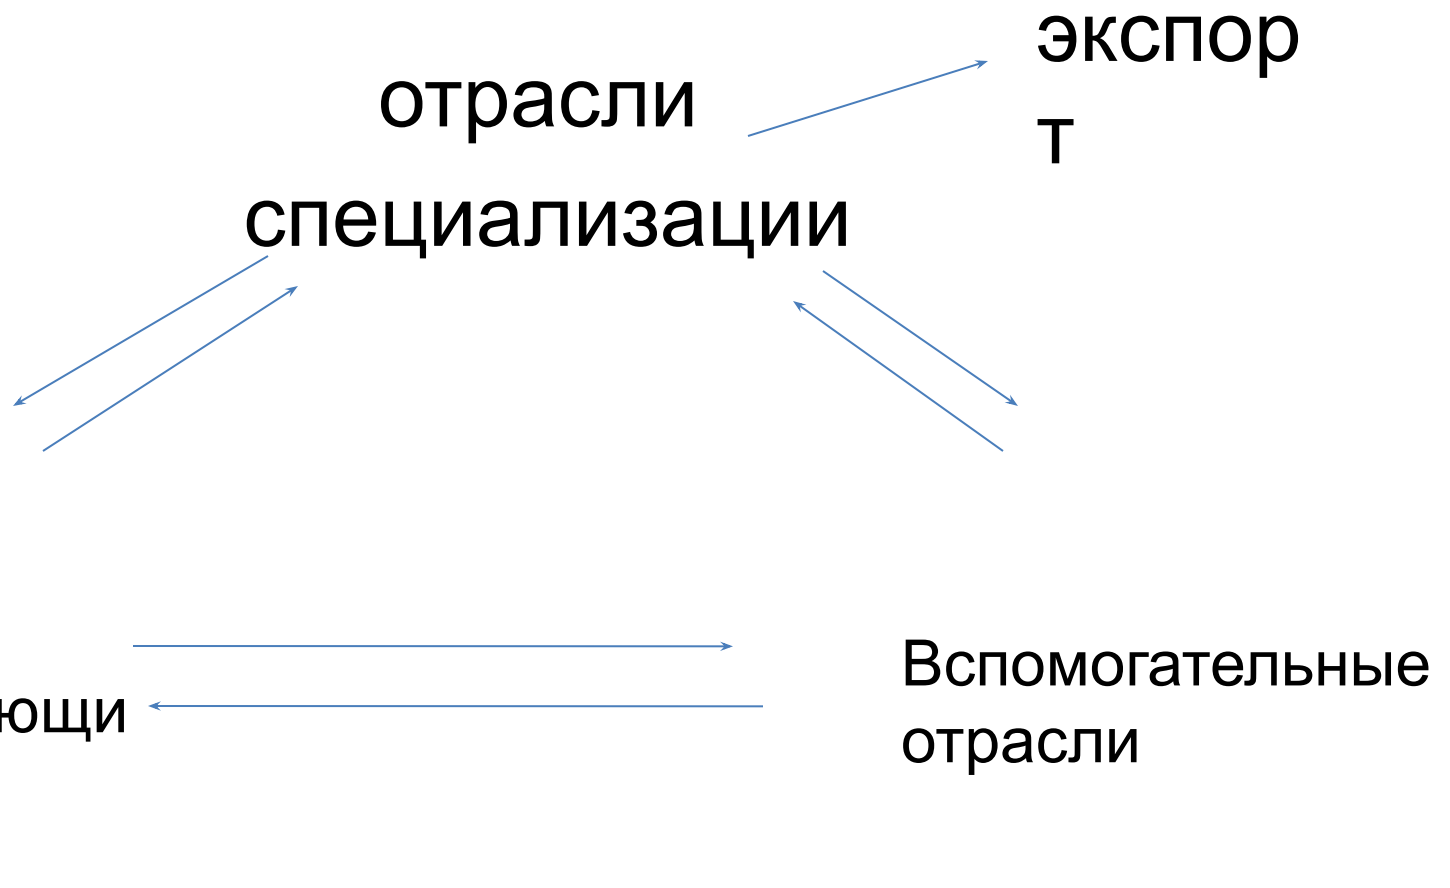 экспор
т
отрасли
специализации
ющи
Вспомогательные
отрасли